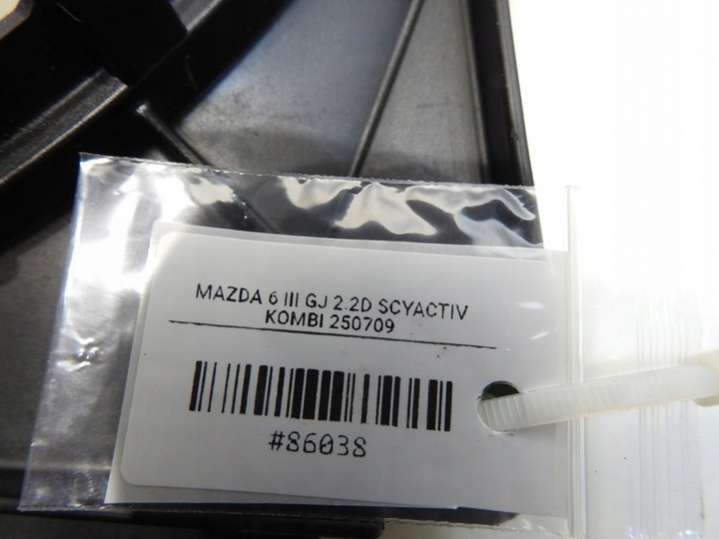 MAZDA 6 III GJ 2.2D SCYACTIV
KOMBI 250709
#86038